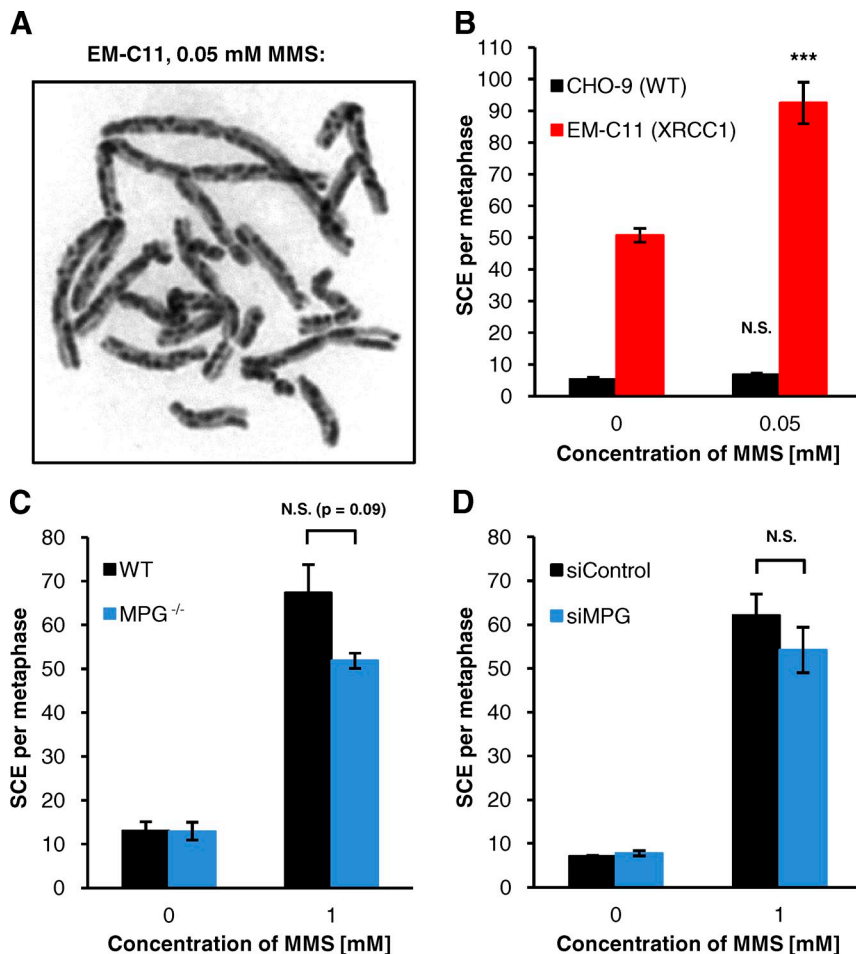 A
EM-C11, 0.05 mM MMS:
B
SCE per metaphase
110
100
90
80
70
60
50
40
30
20
10
0
CHO-9 (WT)
EM-C11 (XRCC1)
***
N.S.
0
0.05
Concentration of MMS [mM]
C
SCE per metaphase
80
70
60
50
40
30
20
10
0
WT
MPG -/-
N.S. (p = 0.09)
0
1
Concentration of MMS [mM]
D
SCE per metaphase
80
70
60
50
40
30
20
10
0
siControl
siMPG
N.S.
0
1
Concentration of MMS [mM]